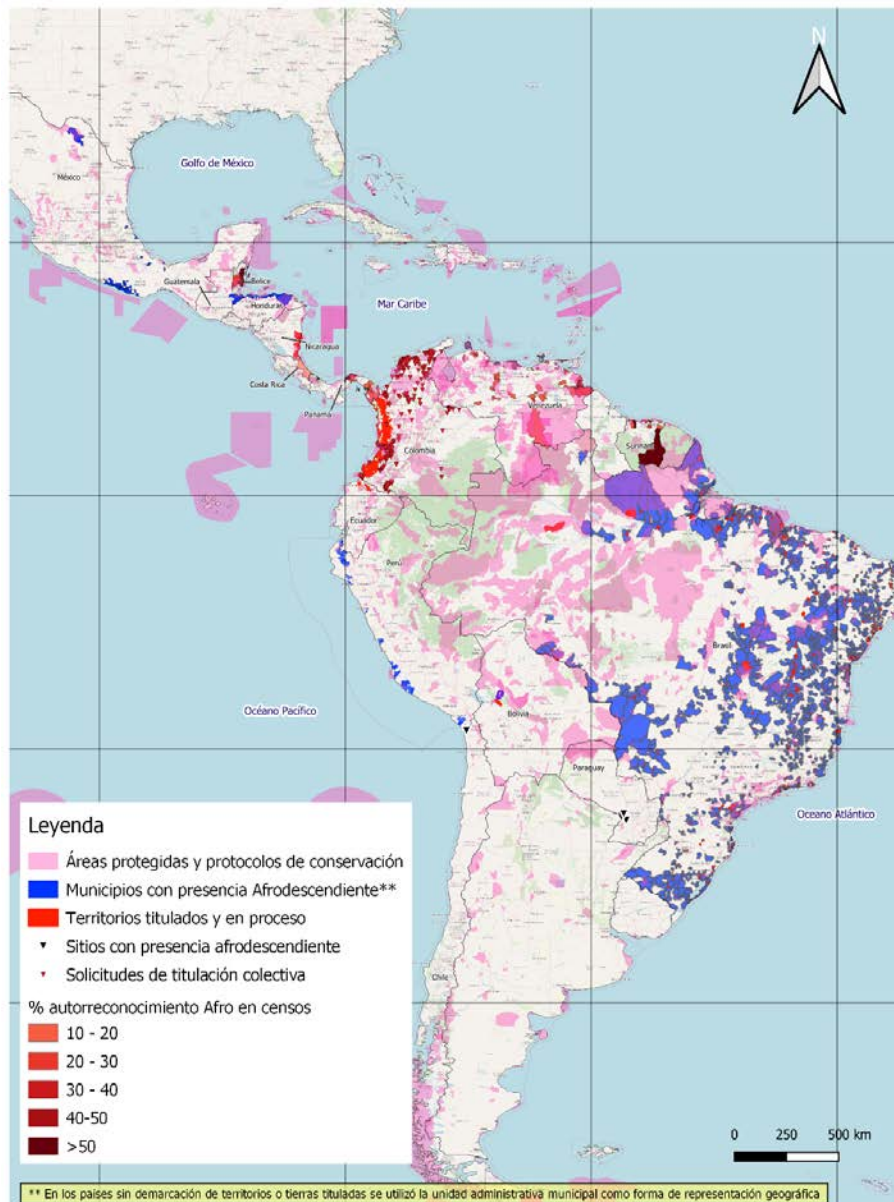 N
Golfo de México
México
Guatemala
Belice
Honduras
Mar Caribe
Nicaragua
Costa Rica
Panamá
Venezuela
Colombia
Surinam
Ecuador
Perú
Brasil
Océano Pacífico
Bolivia
Paraguay
Oceano Atlántico
Chile
Leyenda
Áreas protegidas y protocolos de conservación
Municipios con presencia Afrodescendiente**
Territorios titulados y en proceso
Sitios con presencia afrodescendiente
Solicitudes de titulación colectiva
% autorreconocimiento Afro en censos
10 - 20
20 - 30
30 - 40
40-50
>50
0 250 500 km
** En los países sin demarcación de territorios o tierras tituladas se utilizó la unidad administrativa municipal como forma de representación geográfica